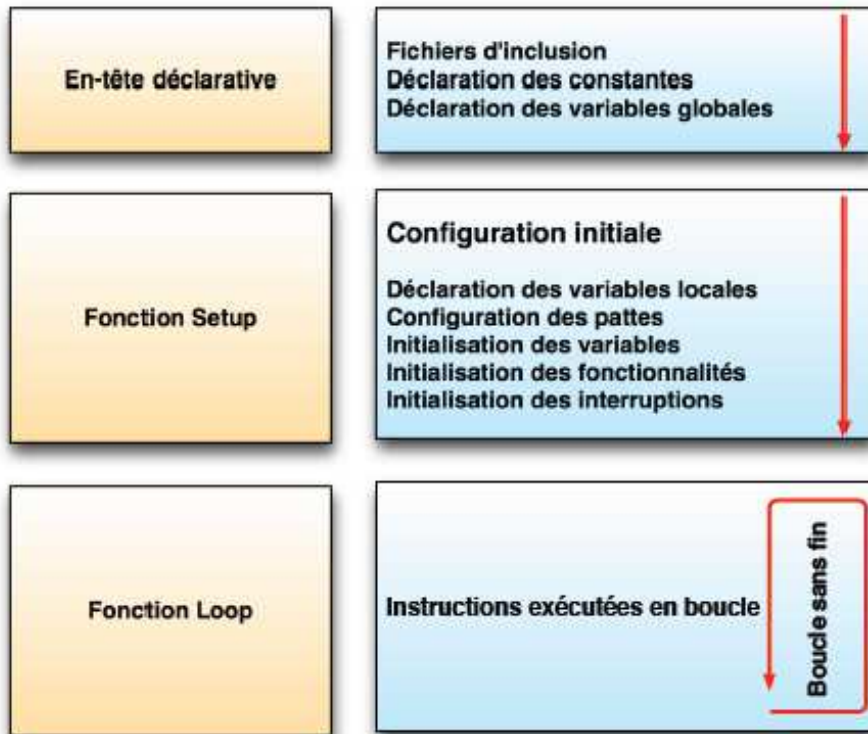 En-tête déclarative
Fichiers d'inclusion
Déclaration des constantes
Déclaration des variables globales
Fonction Setup
Configuration initiale
Déclaration des variables locales
Configuration des pattes
Initialisation des variables
Initialisation des fonctionnalités
Initialisation des interruptions
Fonction Loop
Instructions exécutées en boucle
Boucle sans fin